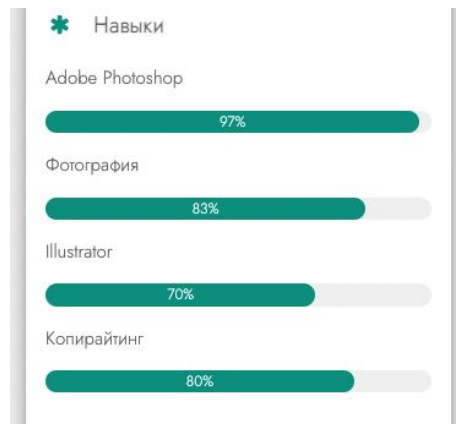 Навыки
Adobe Photoshop
97%
Фотография
83%
Illustrator
70%
Копирайтинг
80%